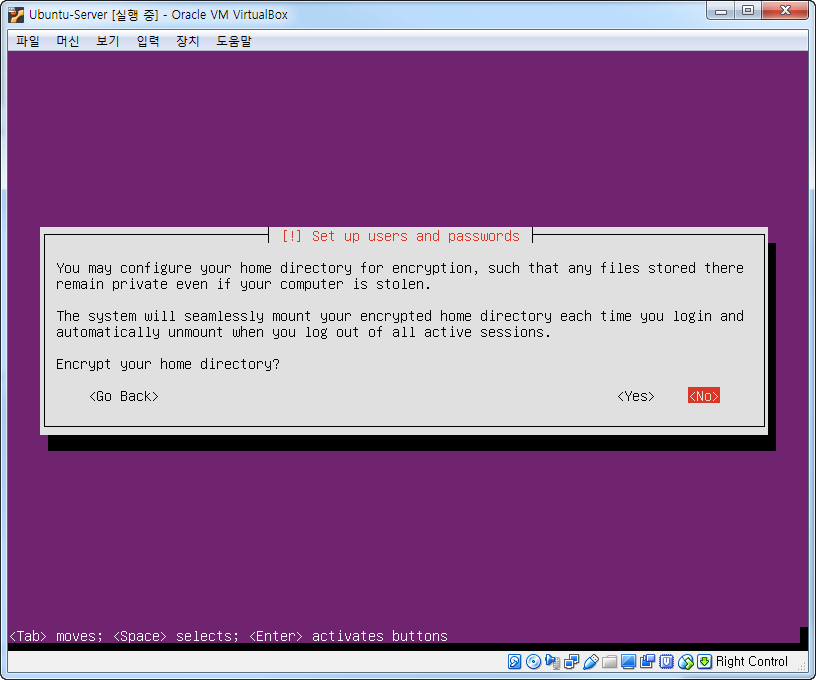 Ubuntu-Server [실행 중] - Oracle VM VirtualBox
파일 머신 보기 입력 장치 도움말
[!] Set up users and passwords
You may configure your home directory for encryption, such that any files stored there
remain private even if your computer is stolen.
The system will seamlessly mount your encrypted home directory each time you login and
automatically unmount when you log out of all active sessions.
Encrypt your home directory?
<Go Back> <Yes> <No>
<Tab> moves; <Space> selects; <Enter> activates buttons
Right Control